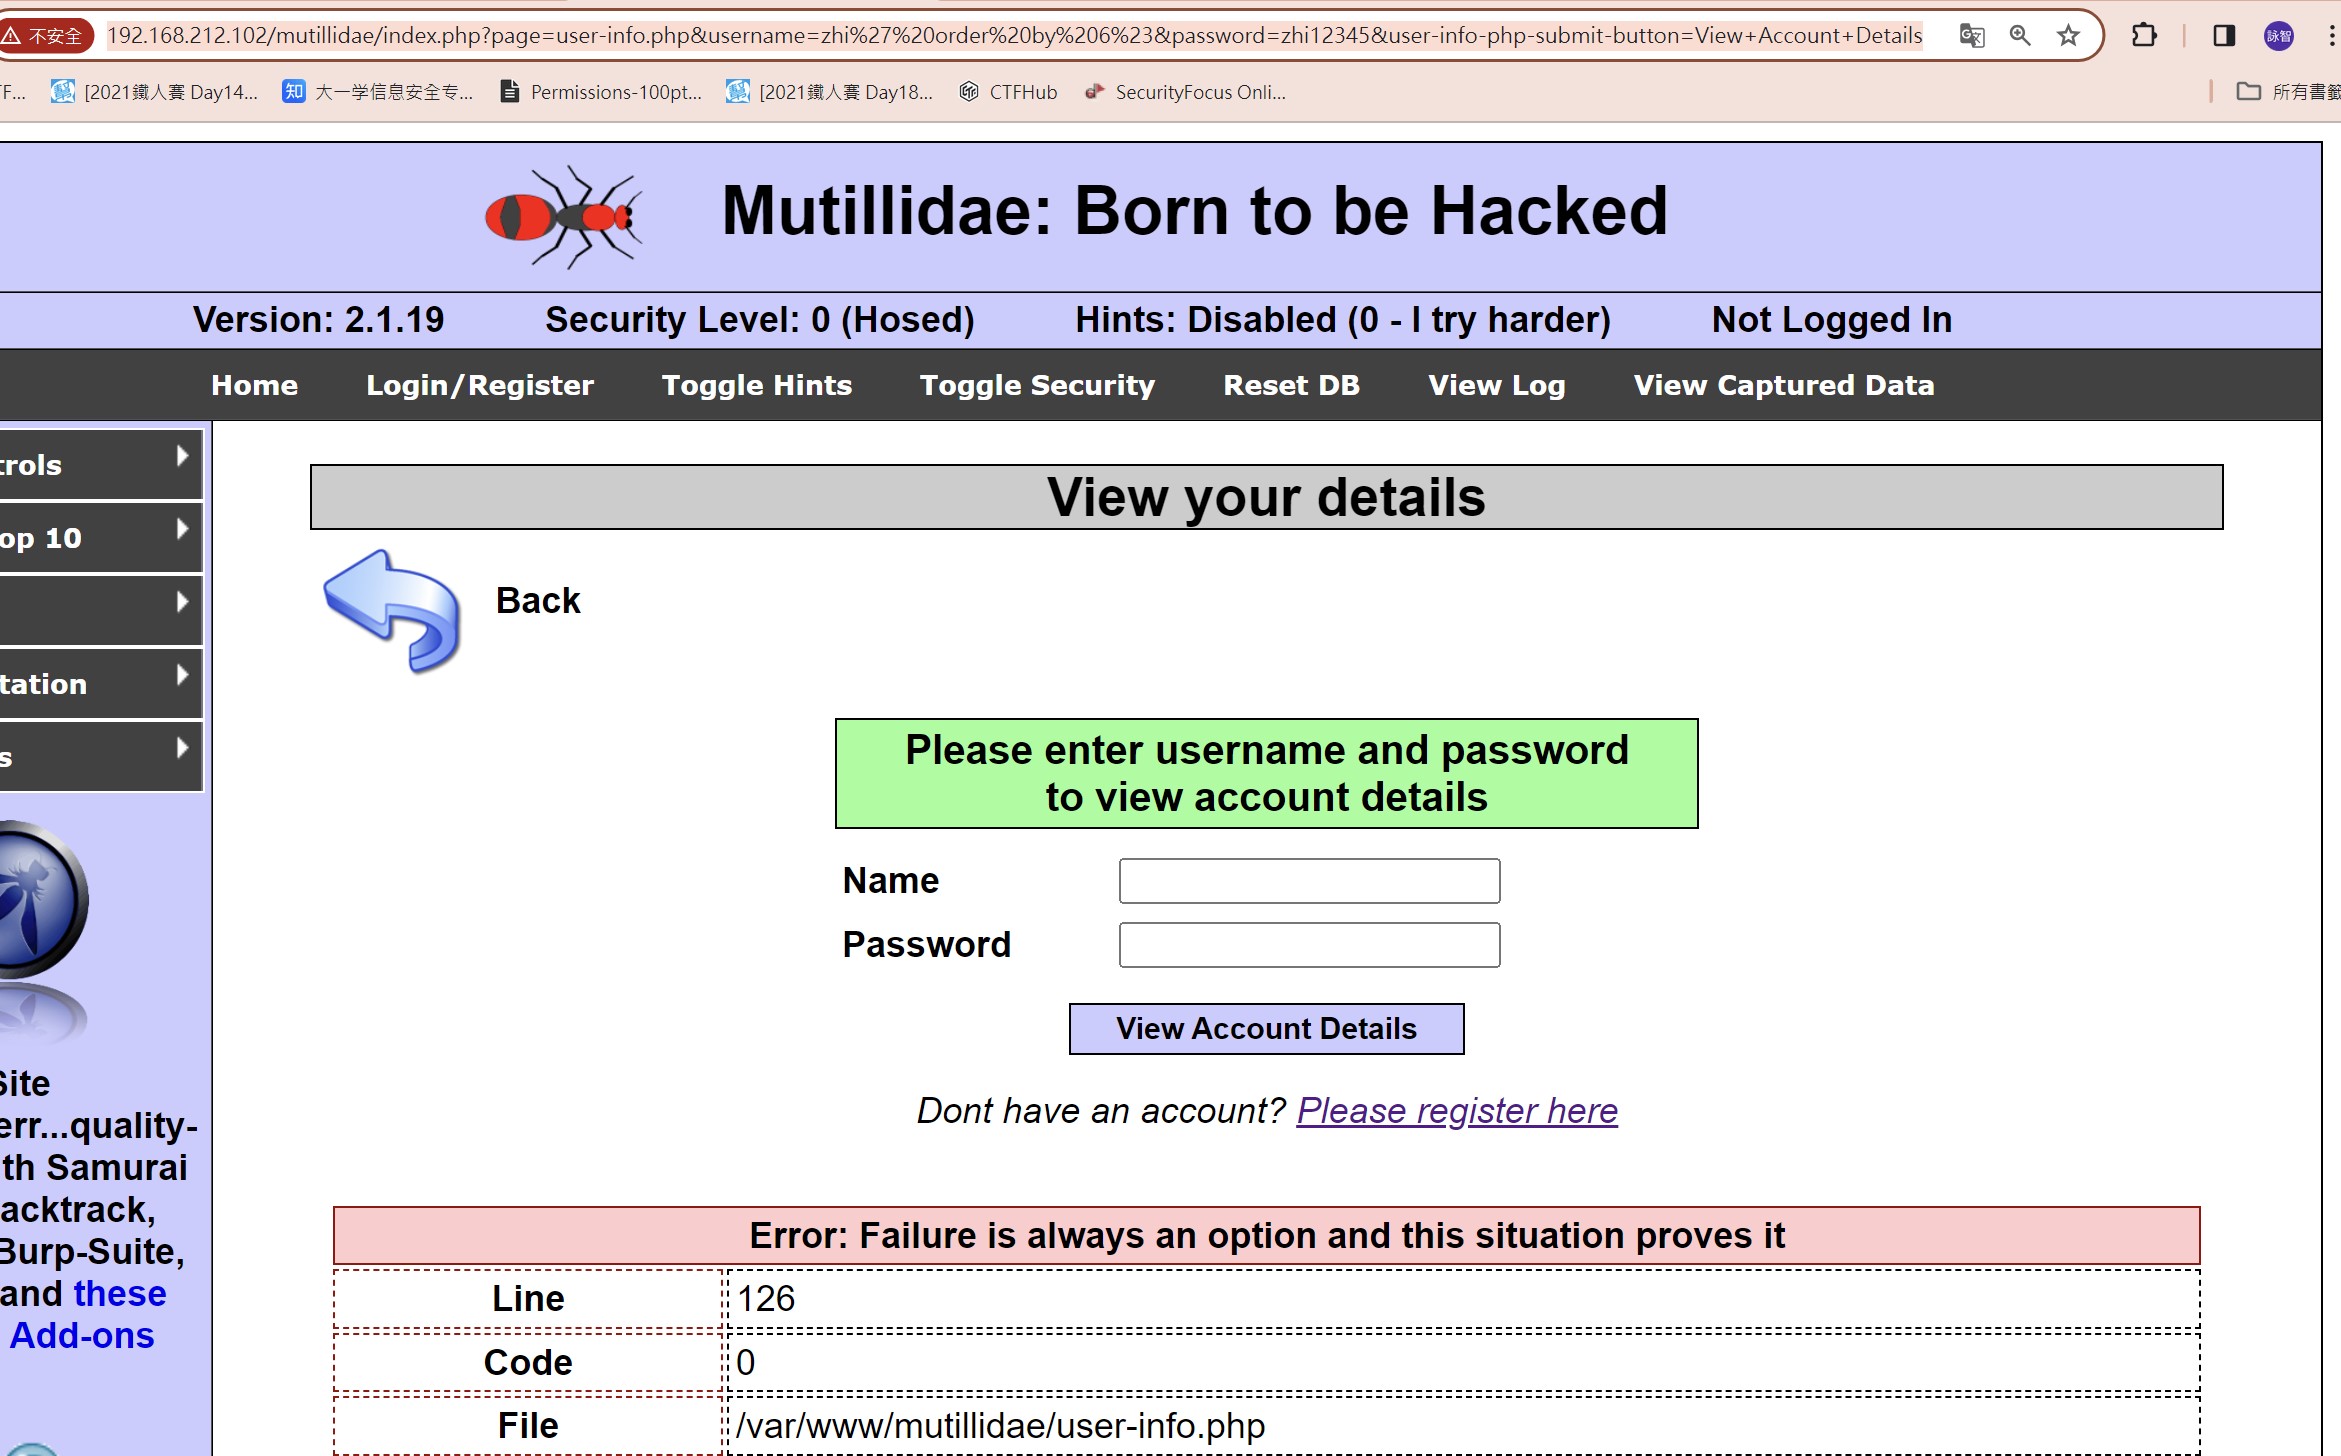 不安全
192.168.212.102/mutillidae/index.php?page=user-info.php&username=zhi%27%20order%20by%206%23&password=zhi12345&user-info-php-submit-button=View+Account+Details
詠智
F... [2021鐵人賽 Day14... 知 大一学信息安全专... Permissions-100pt... [2021鐵人賽 Day18... CTFHub SecurityFocus Onli... 所有書籤
Mutillidae: Born to be Hacked
Version: 2.1.19 Security Level: 0 (Hosed) Hints: Disabled (0 - I try harder) Not Logged In
Home Login/Register Toggle Hints Toggle Security Reset DB View Log View Captured Data
trols
op 10
tation
s
Site
err...quality-
th Samurai
acktrack,
Burp-Suite,
and these
Add-ons
View your details
Back
Please enter username and password
to view account details
Name
Password
View Account Details
Dont have an account? Please register here
Error: Failure is always an option and this situation proves it
Line 126
Code 0
File /var/www/mutillidae/user-info.php